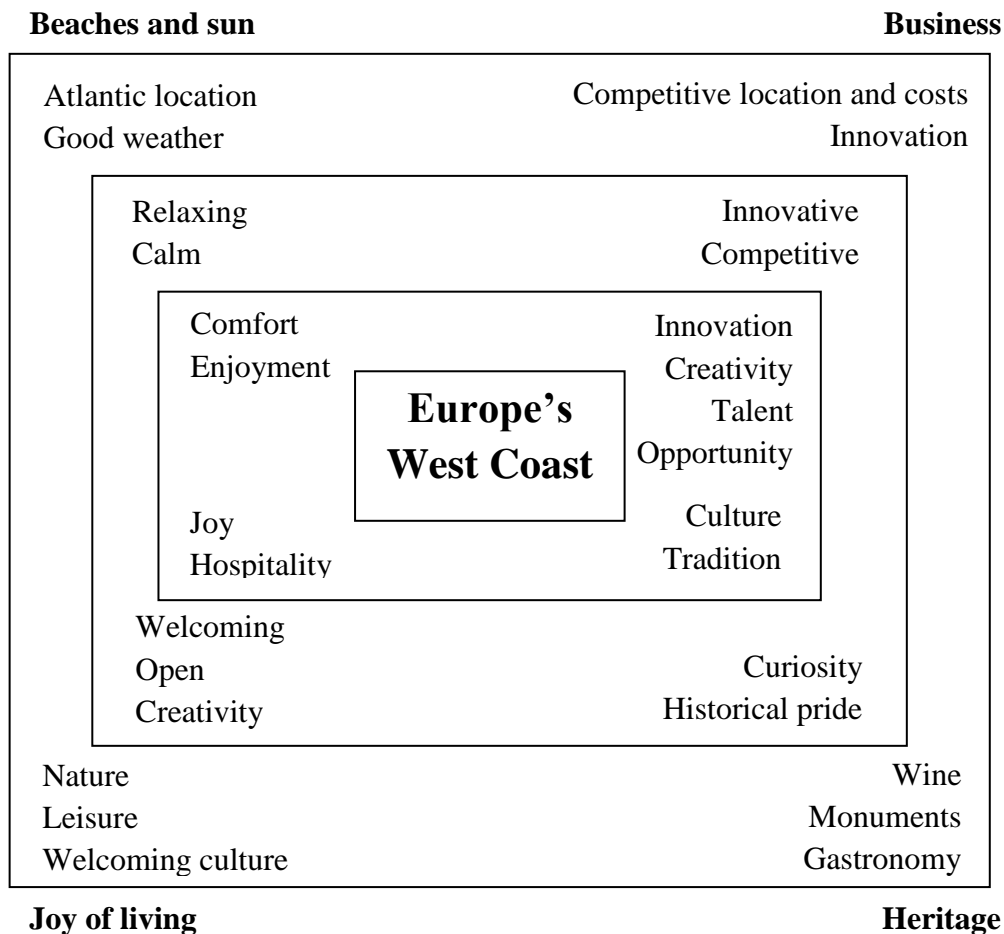 Beaches and sun
Business
Atlantic location
Good weather
Competitive location and costs
Innovation
Relaxing
Calm
Innovative
Competitive
Comfort
Enjoyment
Innovation
Creativity
Talent
Opportunity
Europe’s
West Coast
Joy
Hospitality
Culture
Tradition
Welcoming
Open
Creativity
Curiosity
Historical pride
Nature
Leisure
Welcoming culture
Wine
Monuments
Gastronomy
Joy of living
Heritage